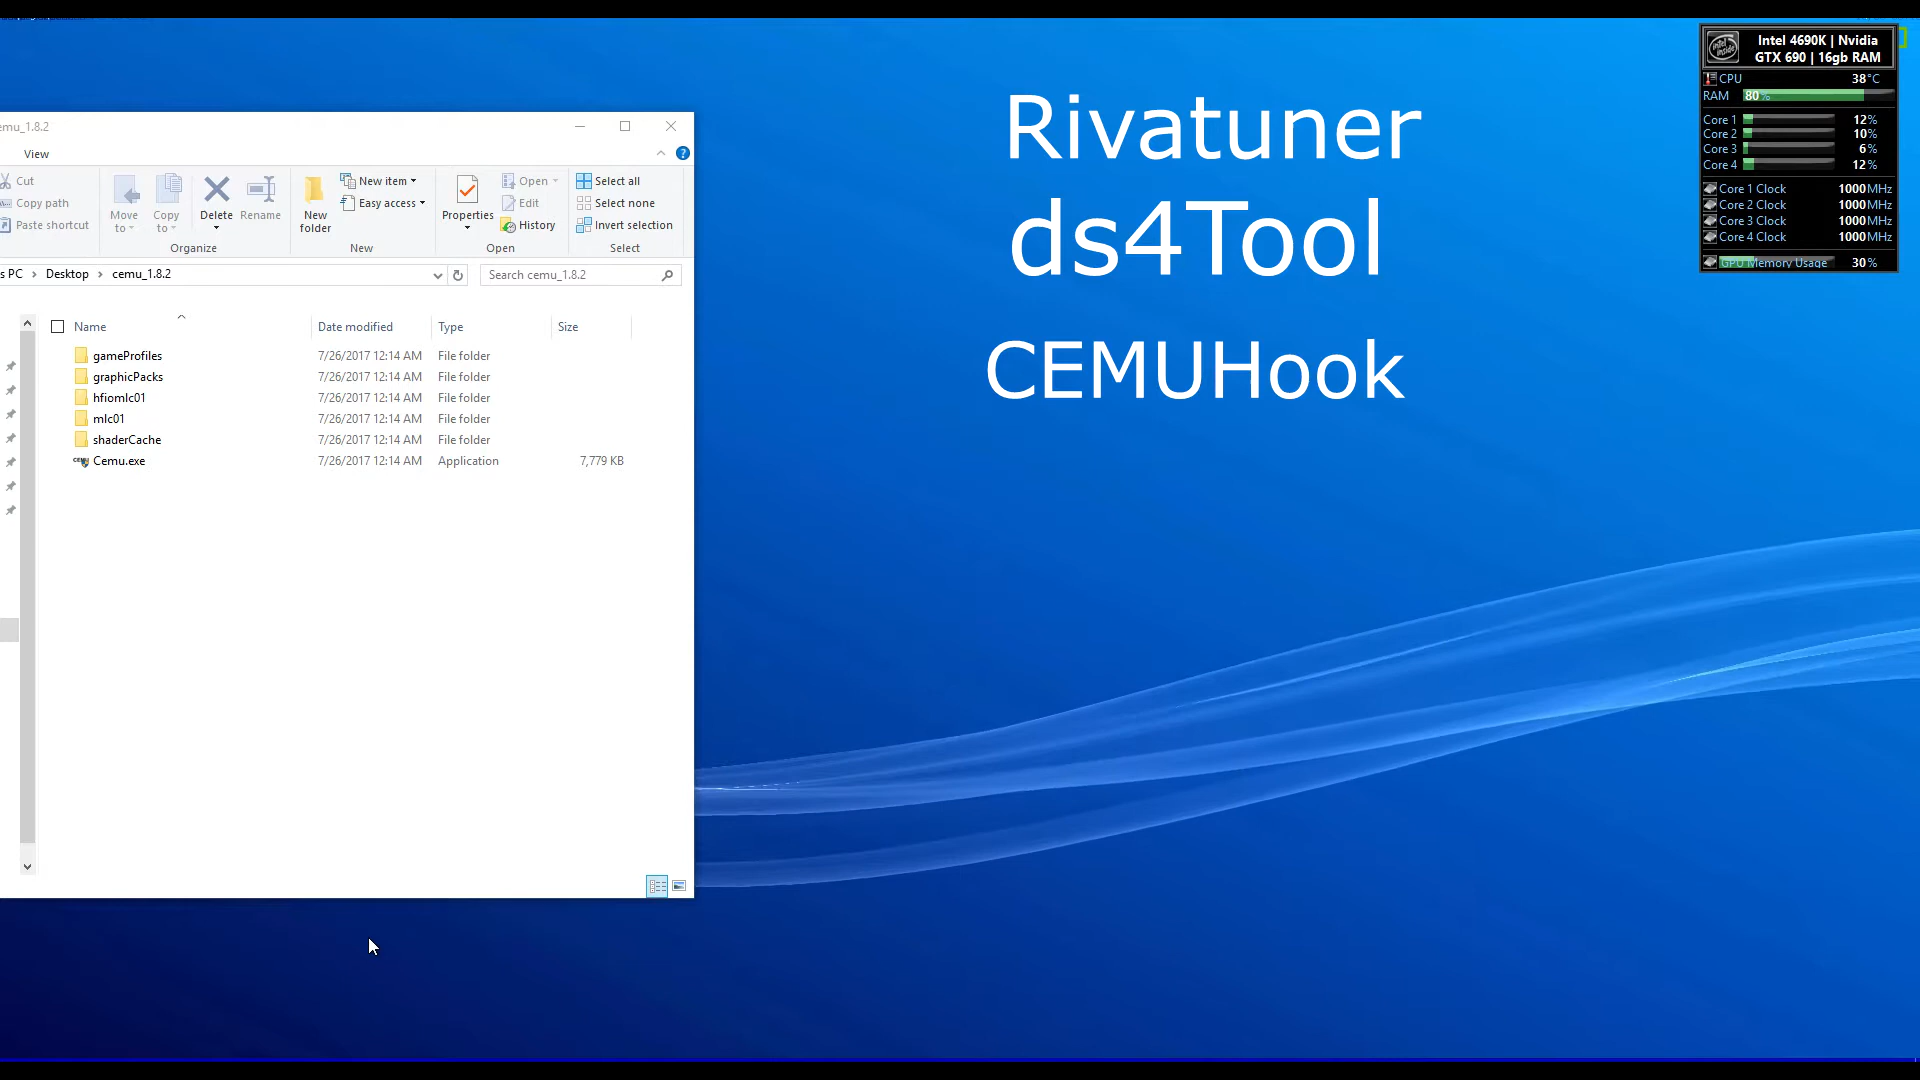 emu_1.8.2
View
Cut
Copy path
Paste shortcut
Move to
Copy to
Delete
Rename
Organize
New folder
New item
Easy access
New
Properties
Open
Edit
History
Open
Select all
Select none
Invert selection
Select
s PC > Desktop > cemu_1.8.2
Search cemu_1.8.2
Name Date modified Type Size
gameProfiles 7/26/2017 12:14 AM File folder
graphicPacks 7/26/2017 12:14 AM File folder
hfiomlc01 7/26/2017 12:14 AM File folder
mlc01 7/26/2017 12:14 AM File folder
shaderCache 7/26/2017 12:14 AM File folder
Cemu.exe 7/26/2017 12:14 AM Application 7,779 KB
Rivatuner
ds4Tool
CEMUHook
Intel 4690K | Nvidia
GTX 690 | 16gb RAM
CPU 38°C
RAM 80%
Core 1 12%
Core 2 10%
Core 3 6%
Core 4 12%
Core 1 Clock 1000MHz
Core 2 Clock 1000MHz
Core 3 Clock 1000MHz
Core 4 Clock 1000MHz
GPU Memory Usage 30%